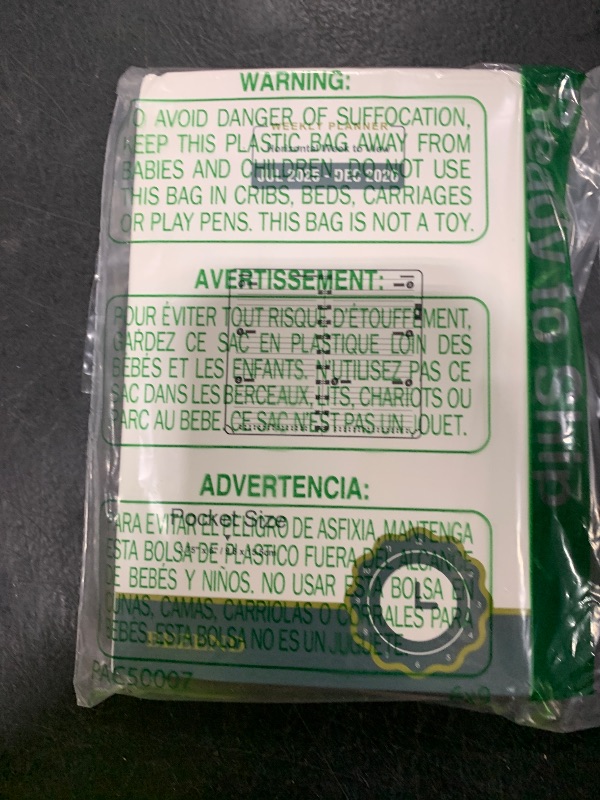 WARNING:
TO AVOID DANGER OF SUFFOCATION,
KEEP THIS PLASTIC BAG AWAY FROM
BABIES AND CHILDREN. DO NOT USE
THIS BAG IN CRIBS, BEDS, CARRIAGES
OR PLAY PENS. THIS BAG IS NOT A TOY.
WEEKLY PLANNER
Horizontal
JUL 2025 - DEC 2026
AVERTISSEMENT:
POUR ÉVITER TOUT RISQUE D'ÉTOUFFEMENT,
GARDEZ CE SAC EN PLASTIQUE LOIN DES
BÉBÉS ET LES ENFANTS. N'UTILISEZ PAS CE
SAC DANS LES BERCEAUX, LITS, CHARIOTS OU
PARC AU BEBE. CE SAC N'EST PAS UN JOUET.
ADVERTENCIA:
PARA EVITAR EL PELIGRO DE ASFIXIA, MANTENGA
ESTA BOLSA DE PLÁSTICO FUERA DEL ALCANCE
DE BEBÉS Y NIÑOS. NO USAR ESTA BOLSA EN
CUNAS, CAMAS, CARRIOLAS O CORRALES PARA
BEBES. ESTA BOLSA NO ES UN JUGUETE
Pocket Size
PAE5C007
6x9
Ready to Ship